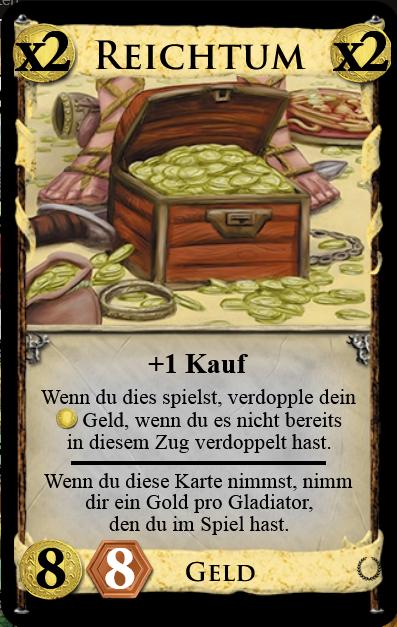 x2 REICHTUM x2
+1 Kauf
Wenn du dies spielst, verdopple dein
Geld, wenn du es nicht bereits
in diesem Zug verdoppelt hast.
Wenn du diese Karte nimmst, nimm
dir ein Gold pro Gladiator,
den du im Spiel hast.
8 8 GELD